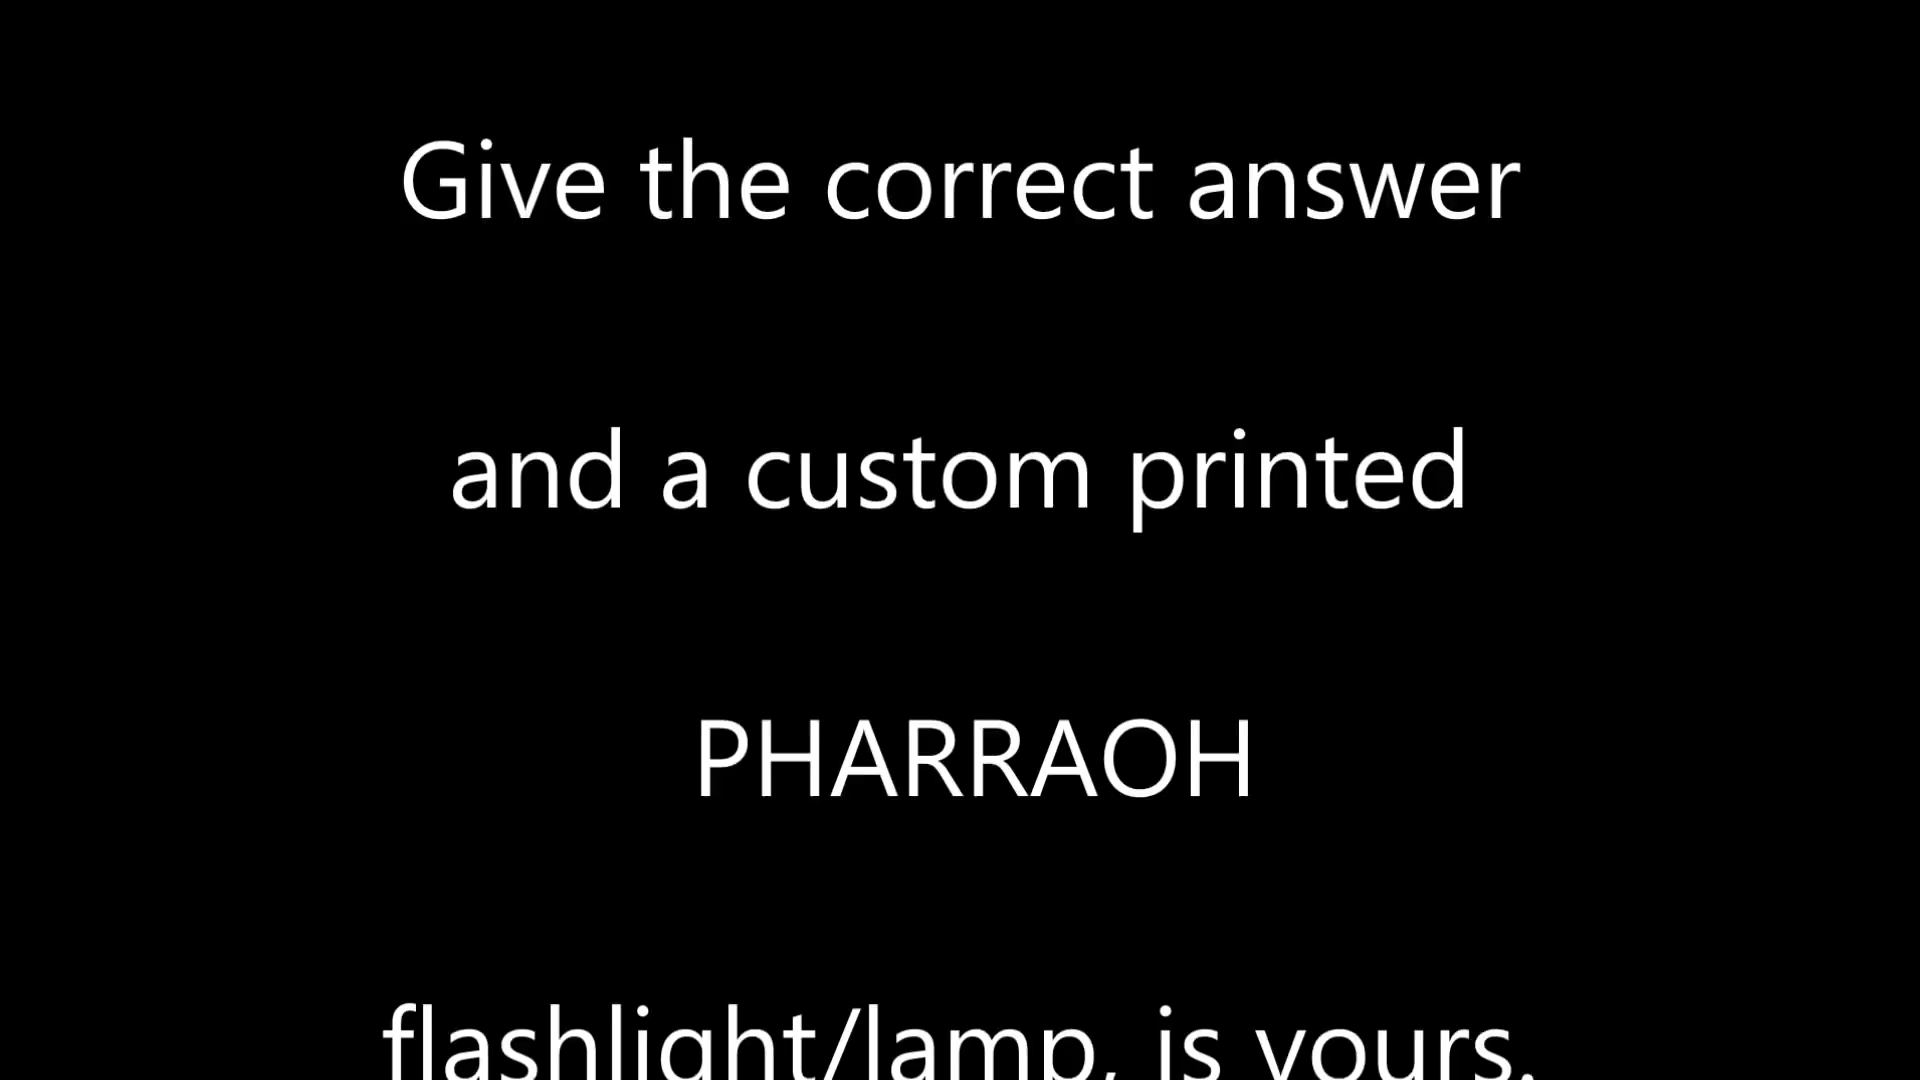 Give the correct answer
and a custom printed
PHARRAOH
flashlight/lamp, is yours.